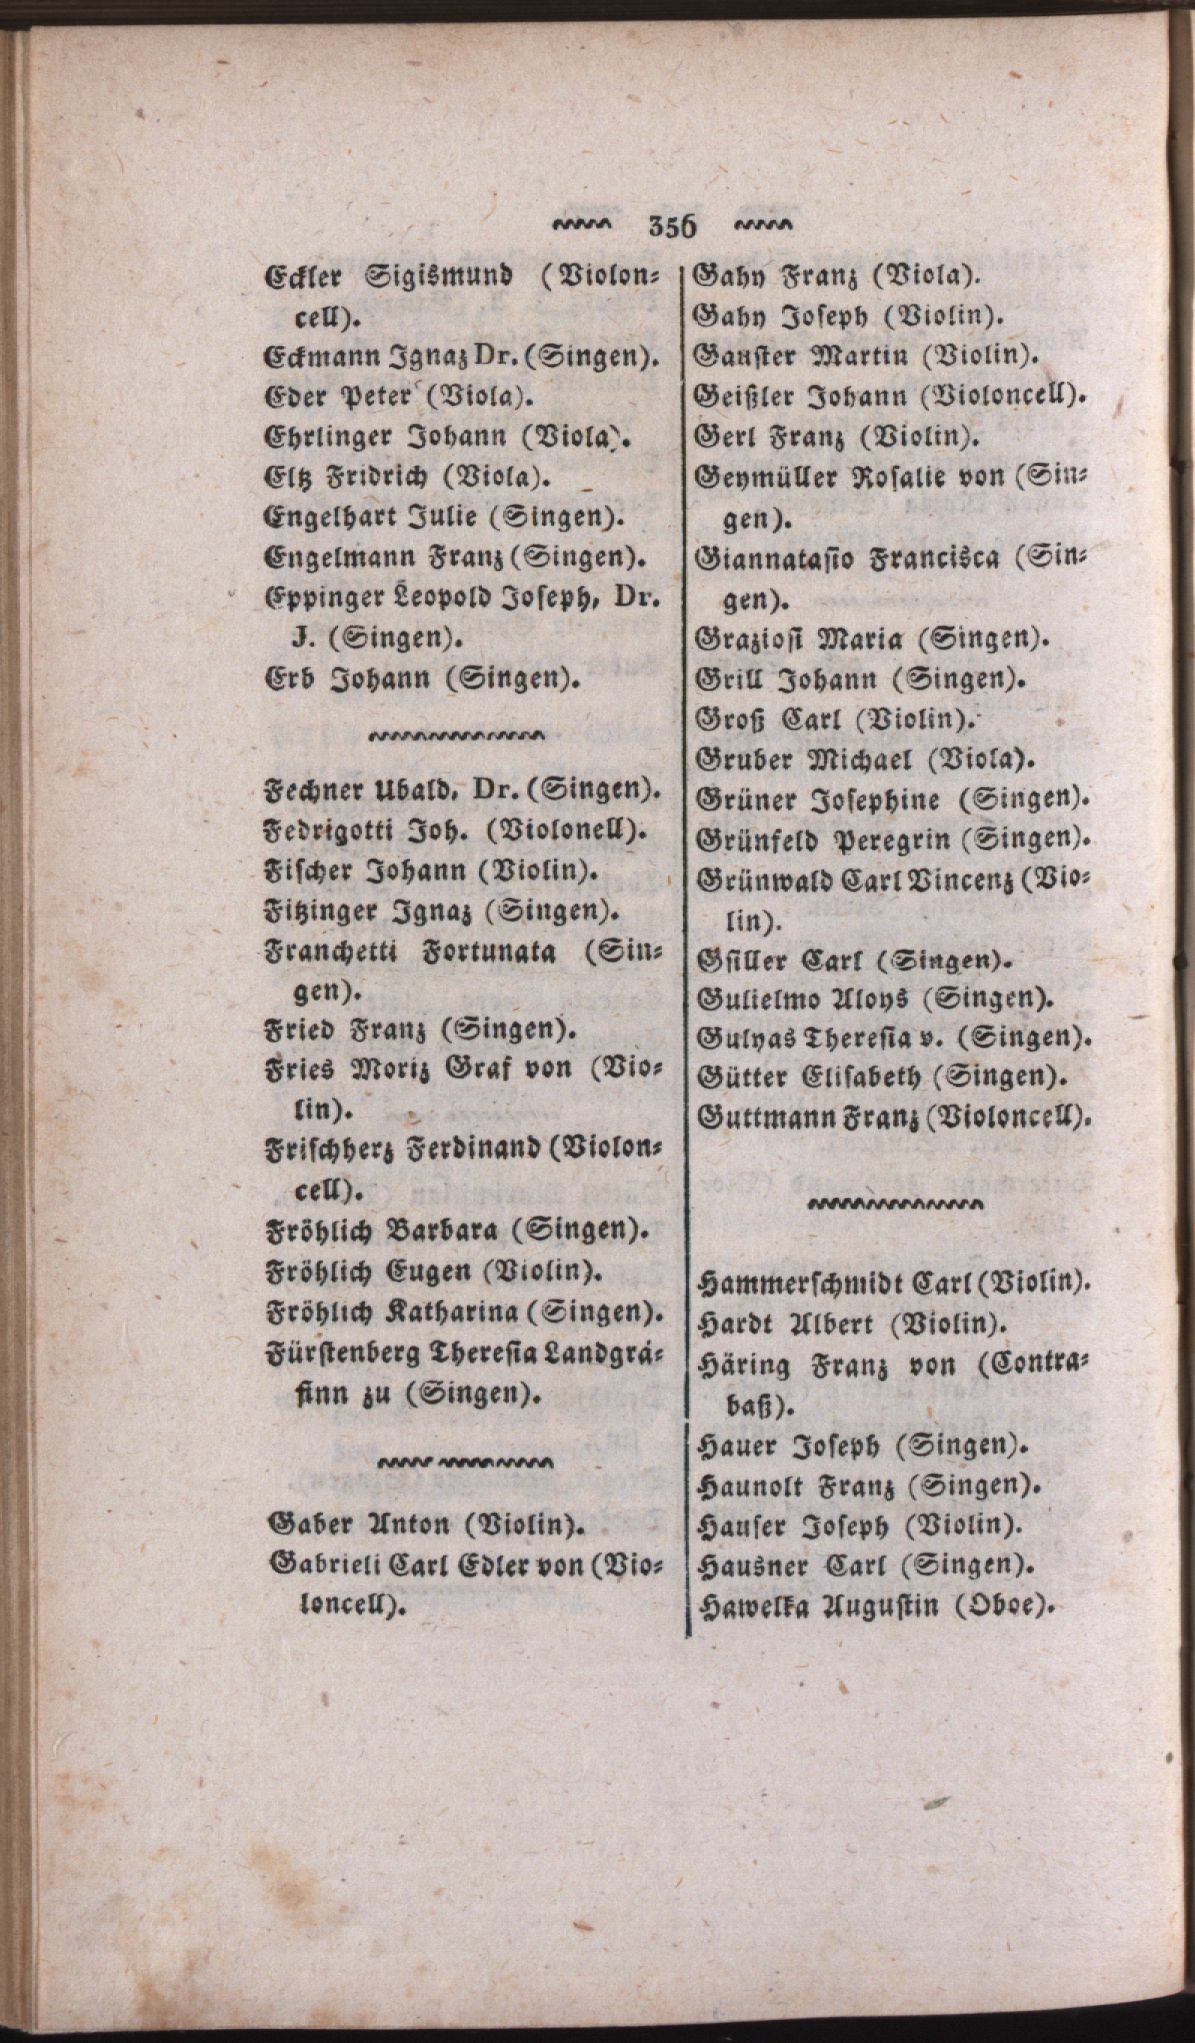 356
Eckler Sigismund (Violon-
cell).
Eckmann Ignaz Dr. (Singen).
Eder Peter (Viola).
Ehrlinger Johann (Viola).
Eltz Fridrich (Viola).
Engelhart Julie (Singen).
Engelmann Franz (Singen).
Eppinger Leopold Joseph, Dr.
J. (Singen).
Erb Johann (Singen).
Fechner Ubald, Dr. (Singen).
Fedrigotti Joh. (Violonell).
Fischer Johann (Violin).
Fitzinger Ignaz (Singen).
Franchetti Fortunata (Sin-
gen).
Fried Franz (Singen).
Fries Moriz Graf von (Vio-
lin).
Frischherz Ferdinand (Violon-
cell).
Fröhlich Barbara (Singen).
Fröhlich Eugen (Violin).
Fröhlich Katharina (Singen).
Fürstenberg Theresia Landgrä-
finn zu (Singen).
Gaber Anton (Violin).
Gabrieli Carl Edler von (Vio-
loncell).
Gahy Franz (Viola).
Gahy Joseph (Violin).
Gauster Martin (Violin).
Geißler Johann (Violoncell).
Gerl Franz (Violin).
Geymüller Rosalie von (Sin-
gen).
Giannatasio Francisca (Sin-
gen).
Graziosi Maria (Singen).
Grill Johann (Singen).
Groß Carl (Violin).
Gruber Michael (Viola).
Grüner Josephine (Singen).
Grünfeld Peregrin (Singen).
Grünwald Carl Vincenz (Vio-
lin).
Gsiller Carl (Singen).
Gulielmo Aloys (Singen).
Gulyas Theresia v. (Singen).
Gütter Elisabeth (Singen).
Guttmann Franz (Violoncell).
Hammerschmidt Carl (Violin).
Hardt Albert (Violin).
Häring Franz von (Contra-
baß).
Hauer Joseph (Singen).
Haunolt Franz (Singen).
Hauser Joseph (Violin).
Hausner Carl (Singen).
Hawelka Augustin (Oboe).